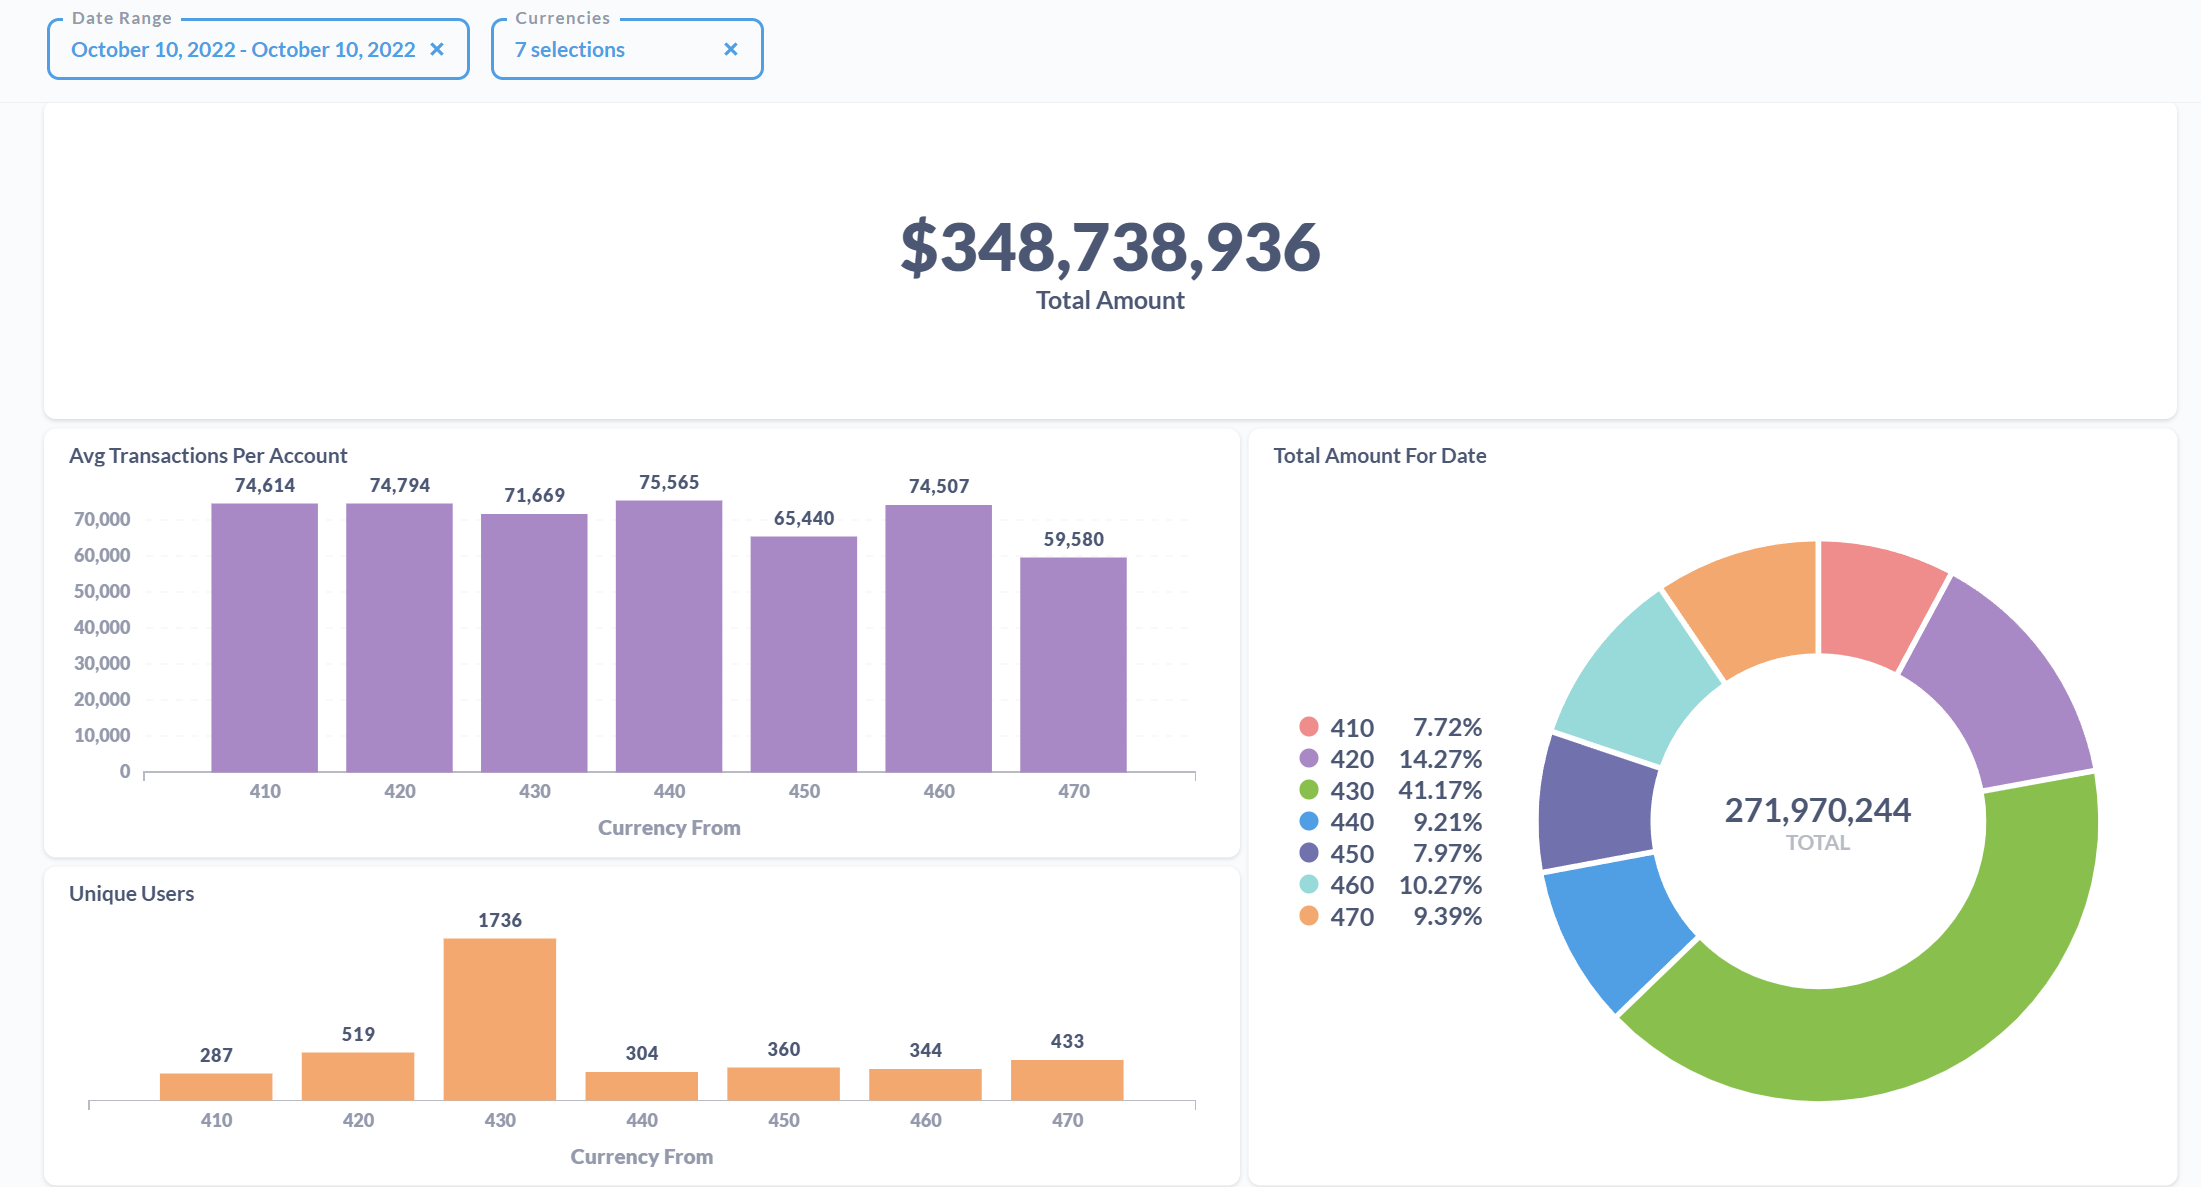 Date Range
October 10, 2022 - October 10, 2022 ×
Currencies
7 selections ×
$348,738,936
Total Amount
Avg Transactions Per Account
74,614 74,794 71,669 75,565 65,440 74,507 59,580
70,000
60,000
50,000
40,000
30,000
20,000
10,000
0
410 420 430 440 450 460 470
Currency From
Unique Users
287 519 1736 304 360 344 433
410 420 430 440 450 460 470
Currency From
Total Amount For Date
410 7.72%
420 14.27%
430 41.17%
440 9.21%
450 7.97%
460 10.27%
470 9.39%
271,970,244
TOTAL